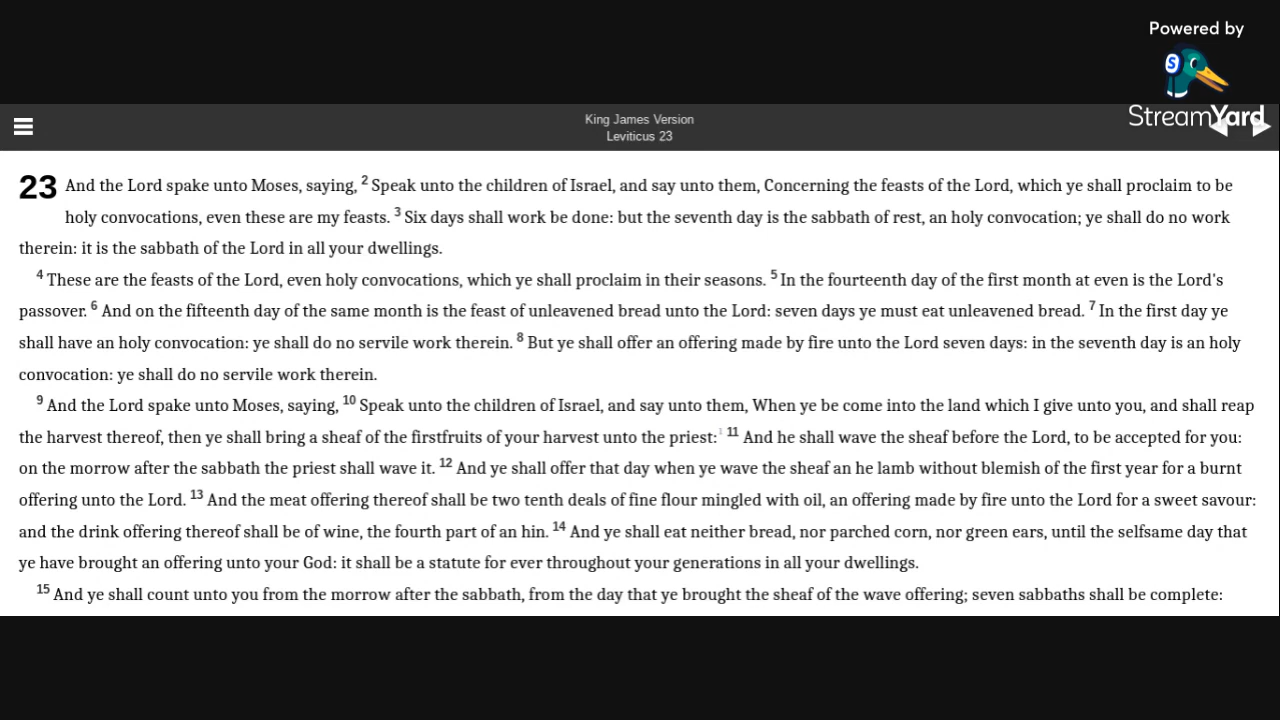 Powered by
S
StreamYard
King James Version
Leviticus 23
23 And the Lord spake unto Moses, saying, 2 Speak unto the children of Israel, and say unto them, Concerning the feasts of the Lord, which ye shall proclaim to be
holy convocations, even these are my feasts. 3 Six days shall work be done: but the seventh day is the sabbath of rest, an holy convocation; ye shall do no work
therein: it is the sabbath of the Lord in all your dwellings.
4 These are the feasts of the Lord, even holy convocations, which ye shall proclaim in their seasons. 5 In the fourteenth day of the first month at even is the Lord's
passover. 6 And on the fifteenth day of the same month is the feast of unleavened bread unto the Lord: seven days ye must eat unleavened bread. 7 In the first day ye
shall have an holy convocation: ye shall do no servile work therein. 8 But ye shall offer an offering made by fire unto the Lord seven days: in the seventh day is an holy
convocation: ye shall do no servile work therein.
9 And the Lord spake unto Moses, saying, 10 Speak unto the children of Israel, and say unto them, When ye be come into the land which I give unto you, and shall reap
the harvest thereof, then ye shall bring a sheaf of the firstfruits of your harvest unto the priest: 1 11 And he shall wave the sheaf before the Lord, to be accepted for you:
on the morrow after the sabbath the priest shall wave it. 12 And ye shall offer that day when ye wave the sheaf an he lamb without blemish of the first year for a burnt
offering unto the Lord. 13 And the meat offering thereof shall be two tenth deals of fine flour mingled with oil, an offering made by fire unto the Lord for a sweet savour:
and the drink offering thereof shall be of wine, the fourth part of an hin. 14 And ye shall eat neither bread, nor parched corn, nor green ears, until the selfsame day that
ye have brought an offering unto your God: it shall be a statute for ever throughout your generations in all your dwellings.
15 And ye shall count unto you from the morrow after the sabbath, from the day that ye brought the sheaf of the wave offering; seven sabbaths shall be complete: